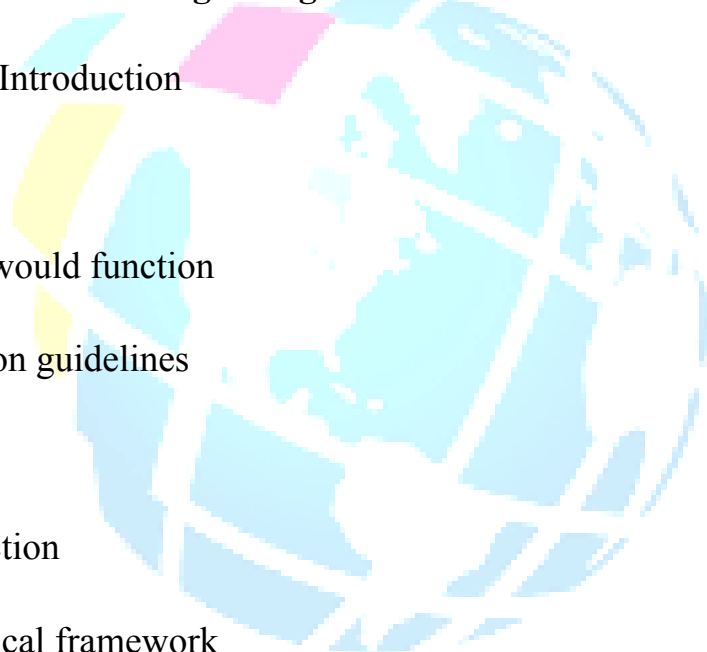 Introduction
would function
on guidelines
tion
cal framework